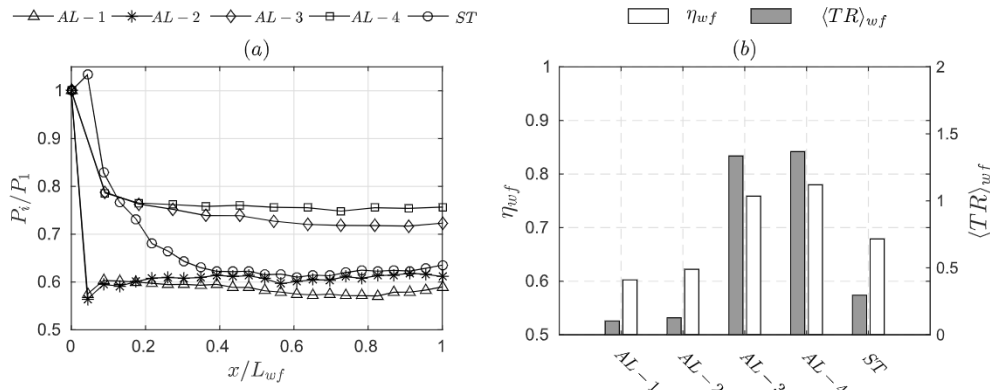 AL − 1 AL − 2 AL − 3 AL − 4 ST
η_wf ⟨TR⟩_wf
(a)
1
0.9
0.8
0.7
0.6
0.5
P_i/P_1
0 0.2 0.4 0.6 0.8 1
x/L_wf
(b)
1
0.9
0.8
0.7
0.6
0.5
η_wf
2
1.5
1
0.5
0
⟨TR⟩_wf
AL − 1 AL − 2 AL − 3 AL − 4 ST